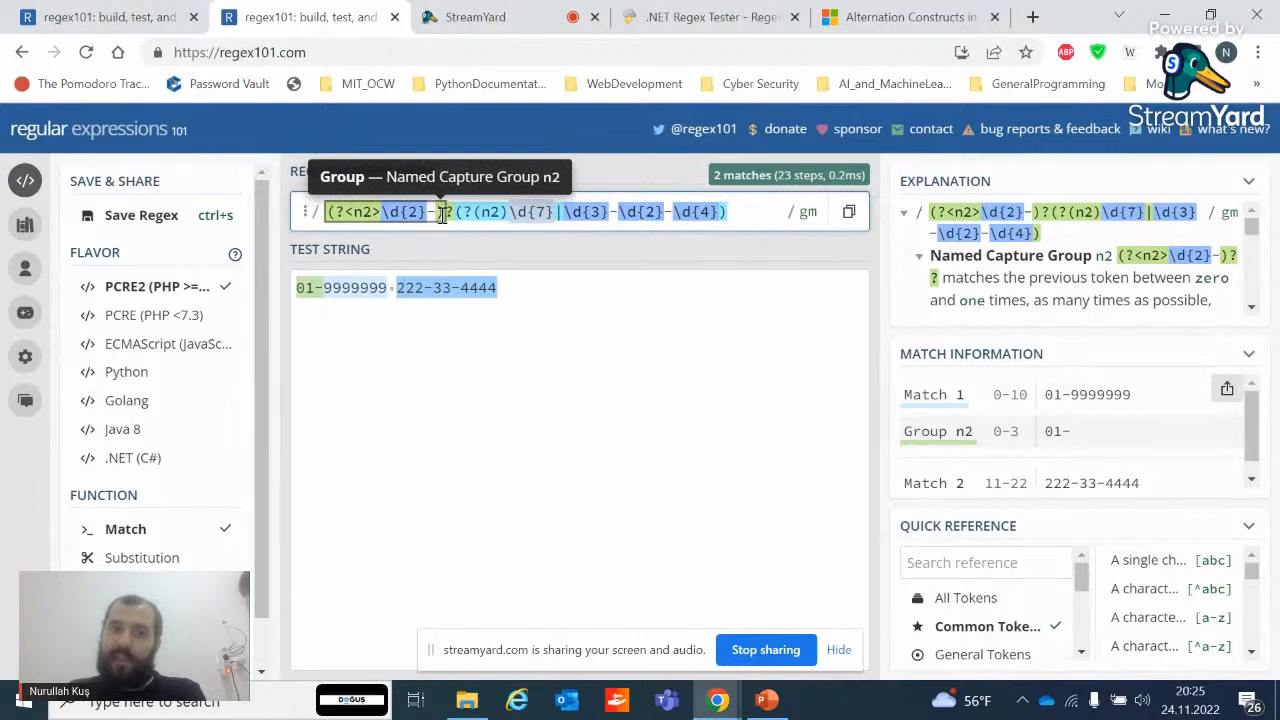 regex101: build, test, and
regex101: build, test, and
StreamYard
.NET Regex Tester - Rege
Alternation Constructs in
Powered by
StreamYard
https://regex101.com
ABP
W
N
The Pomodoro Trac...
Password Vault
MIT_OCW
PythonDocumentat...
WebDevelopment
Cyber Security
AI_and_MachineLea...
GeneralProgramming
»
regular expressions 101
@regex101
$ donate
sponsor
contact
bug reports & feedback
wiki
what's new?
SAVE & SHARE
Save Regex ctrl+s
FLAVOR
PCRE2 (PHP >=...
PCRE (PHP <7.3)
ECMAScript (JavaSc...
Python
Golang
Java 8
.NET (C#)
FUNCTION
Match
Substitution
Group — Named Capture Group n2
2 matches (23 steps, 0.2ms)
/ (?<n2>\d{2}-)?(?(n2)\d{7}|\d{3}-\d{2}-\d{4}) / gm
TEST STRING
01-9999999 222-33-4444
EXPLANATION
/ (?<n2>\d{2}-)?(?(n2)\d{7}|\d{3} / gm
-\d{2}-\d{4})
Named Capture Group n2 (?<n2>\d{2}-)?
? matches the previous token between zero
and one times, as many times as possible,
MATCH INFORMATION
Match 1 0-10 01-9999999
Group n2 0-3 01-
Match 2 11-22 222-33-4444
QUICK REFERENCE
Search reference
All Tokens
Common Toke...
General Tokens
A single ch... [abc]
A charact... [^abc]
A characte... [a-z]
A charact... [^a-z]
streamyard.com is sharing your screen and audio.
Stop sharing
Hide
Nurullah Kuş
Type here to search
DOĞUŞ
56°F
20:25
24.11.2022
26